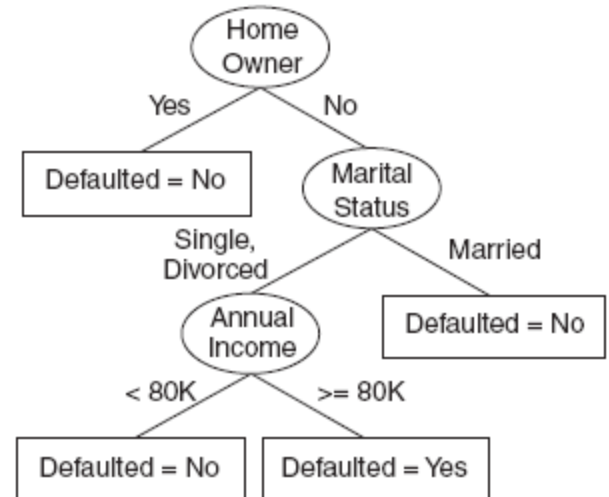 Home
Owner
Yes
No
Defaulted = No
Marital
Status
Single,
Divorced
Married
Annual
Income
Defaulted = No
< 80K
>= 80K
Defaulted = No
Defaulted = Yes